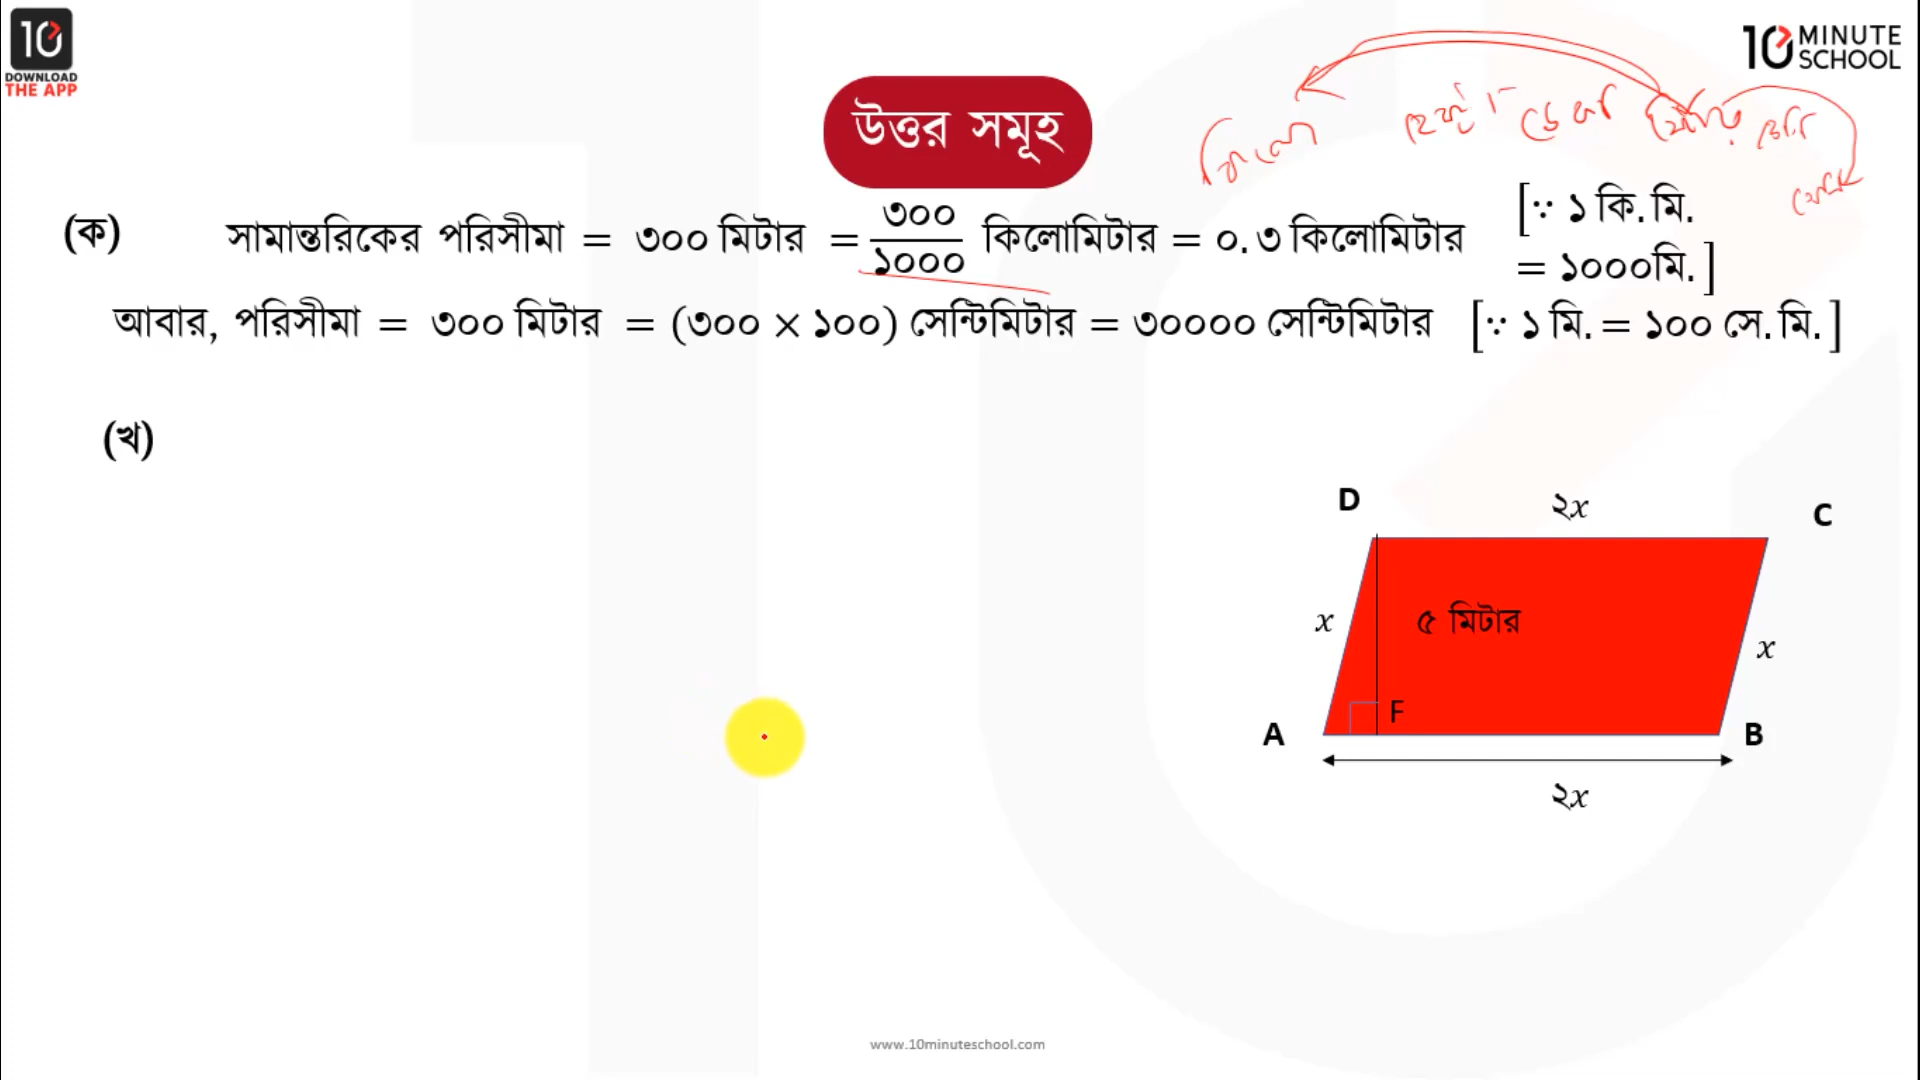 10
DOWNLOAD
THE APP
10 MINUTE
SCHOOL
উত্তর সমূহ
কিলো হেক্টো ডেকা মিটার ডেসি
সেন্টি
(ক) সামান্তরিকের পরিসীমা = ৩০০ মিটার = ৩০০/১০০০ কিলোমিটার = ০.৩ কিলোমিটার [∵ ১ কি.মি.
= ১০০০মি.]
আবার, পরিসীমা = ৩০০ মিটার = (৩০০ × ১০০) সেন্টিমিটার = ৩০০০০ সেন্টিমিটার [∵ ১ মি. = ১০০ সে.মি.]
(খ)
D ২x C
x ৫ মিটার x
A F B
২x
www.10minuteschool.com